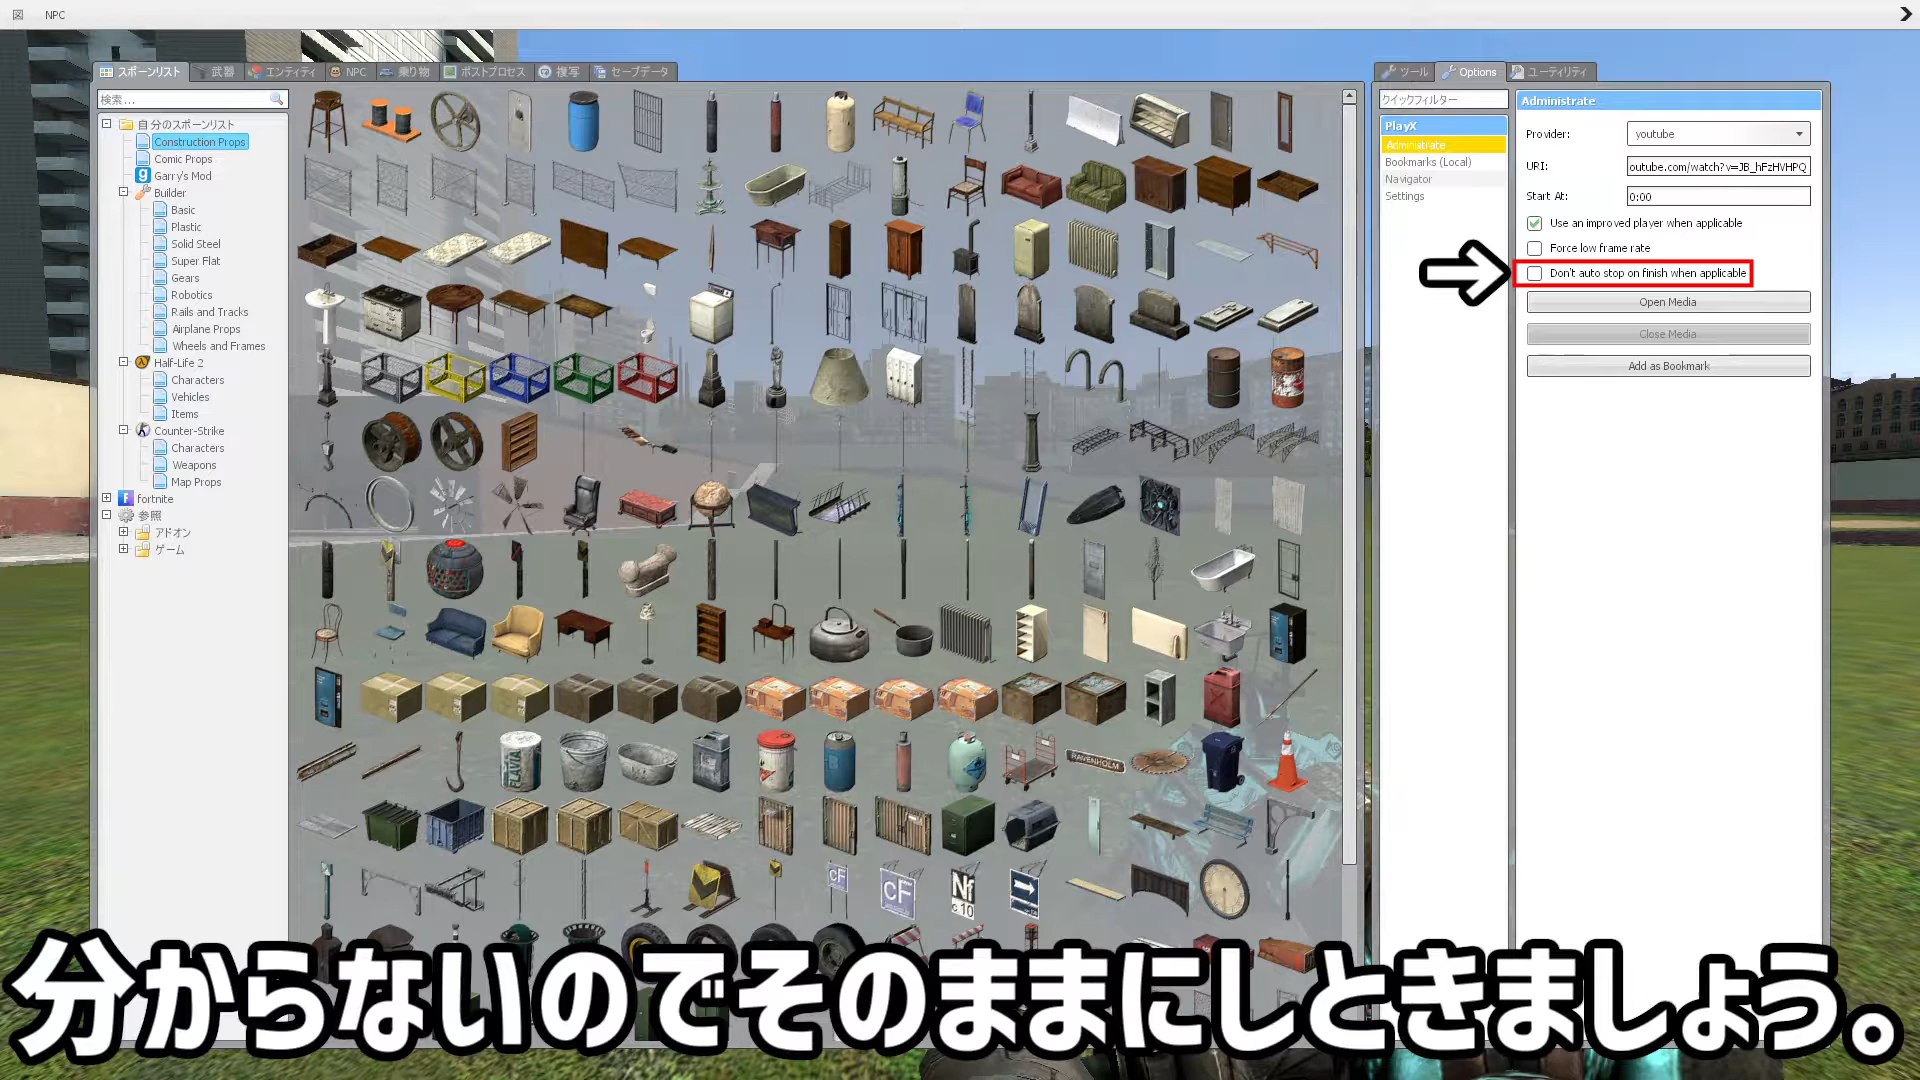 NPC
スポーンリスト
武器
エンティティ
NPC
乗り物
ポストプロセス
複写
セーブデータ
検索...
自分のスポーンリスト
Construction Props
Comic Props
Garry's Mod
Builder
Basic
Plastic
Solid Steel
Super Flat
Gears
Robotics
Rails and Tracks
Airplane Props
Wheels and Frames
Half-Life 2
Characters
Vehicles
Items
Counter-Strike
Characters
Weapons
Map Props
fortnite
参照
アドオン
ゲーム
RAVENHOLM
cF
cF
Nf
c 10
ツール
Options
ユーティリティ
クイックフィルター
PlayX
Administrate
Bookmarks (Local)
Navigator
Settings
Administrate
Provider:
youtube
URI:
outube.com/watch?v=JB_hFzHVHPQ
Start At:
0:00
Use an improved player when applicable
Force low frame rate
Don't auto stop on finish when applicable
Open Media
Close Media
Add as Bookmark
分からないのでそのままにしときましょう。